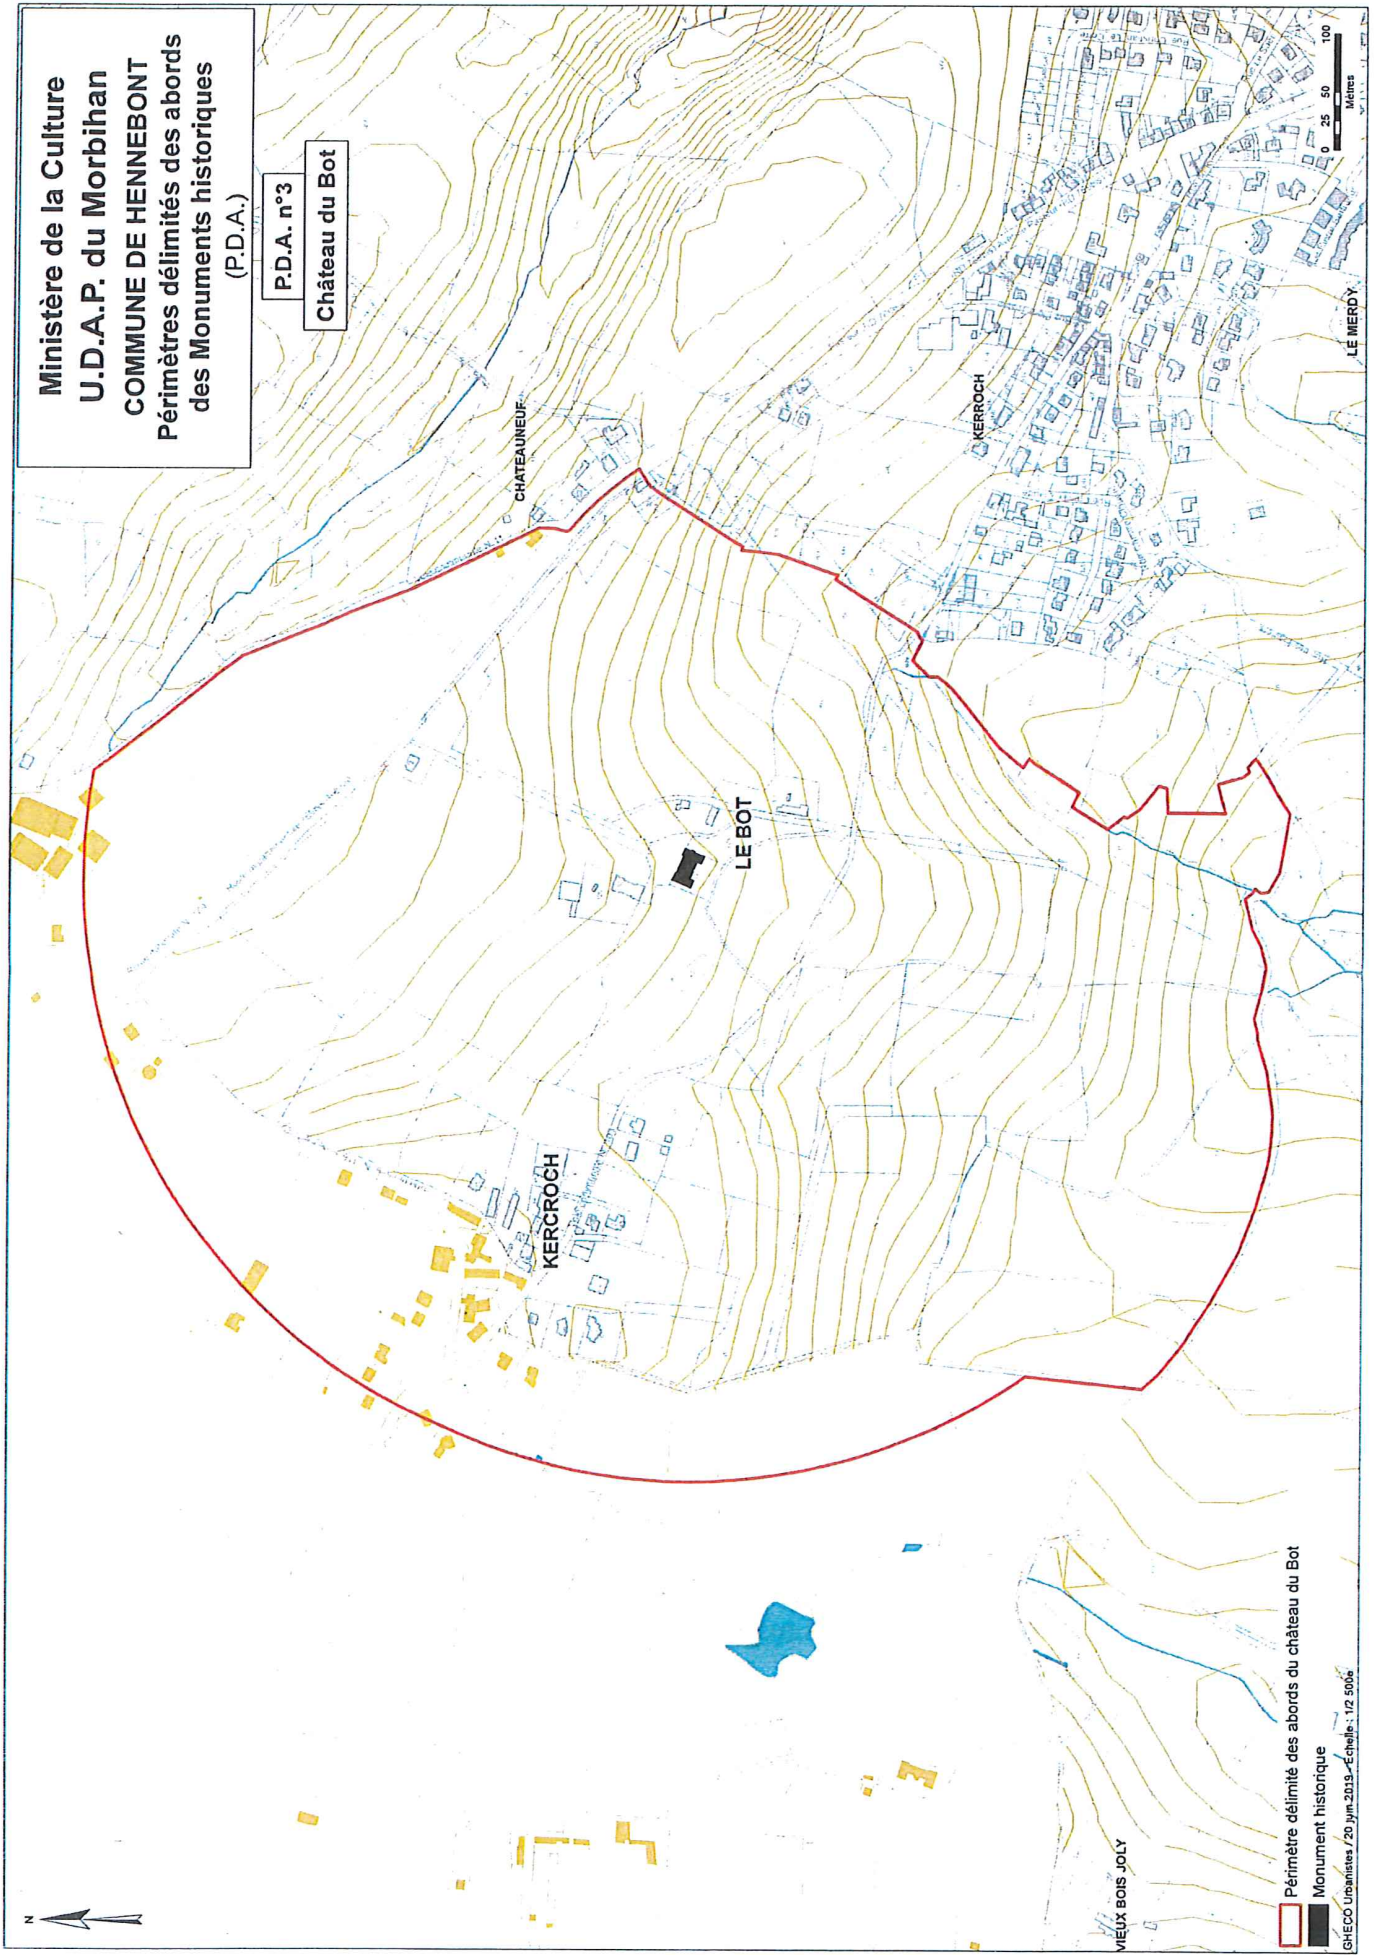 Ministère de la Culture
U.D.A.P. du Morbihan
COMMUNE DE HENNEBONT
Périmètres délimités des abords
des Monuments historiques
(P.D.A.)
P.D.A. n°3
Château du Bot
N
CHATEAUNEUF
KERROCH
LE MERDY
LE BOT
KERCROCH
VIEUX BOIS JOLY
0 25 50 100
Mètres
Périmètre délimité des abords du château du Bot
Monument historique
GHECO Urbanistes / 20 juin 2019 - Echelle : 1/2 500e